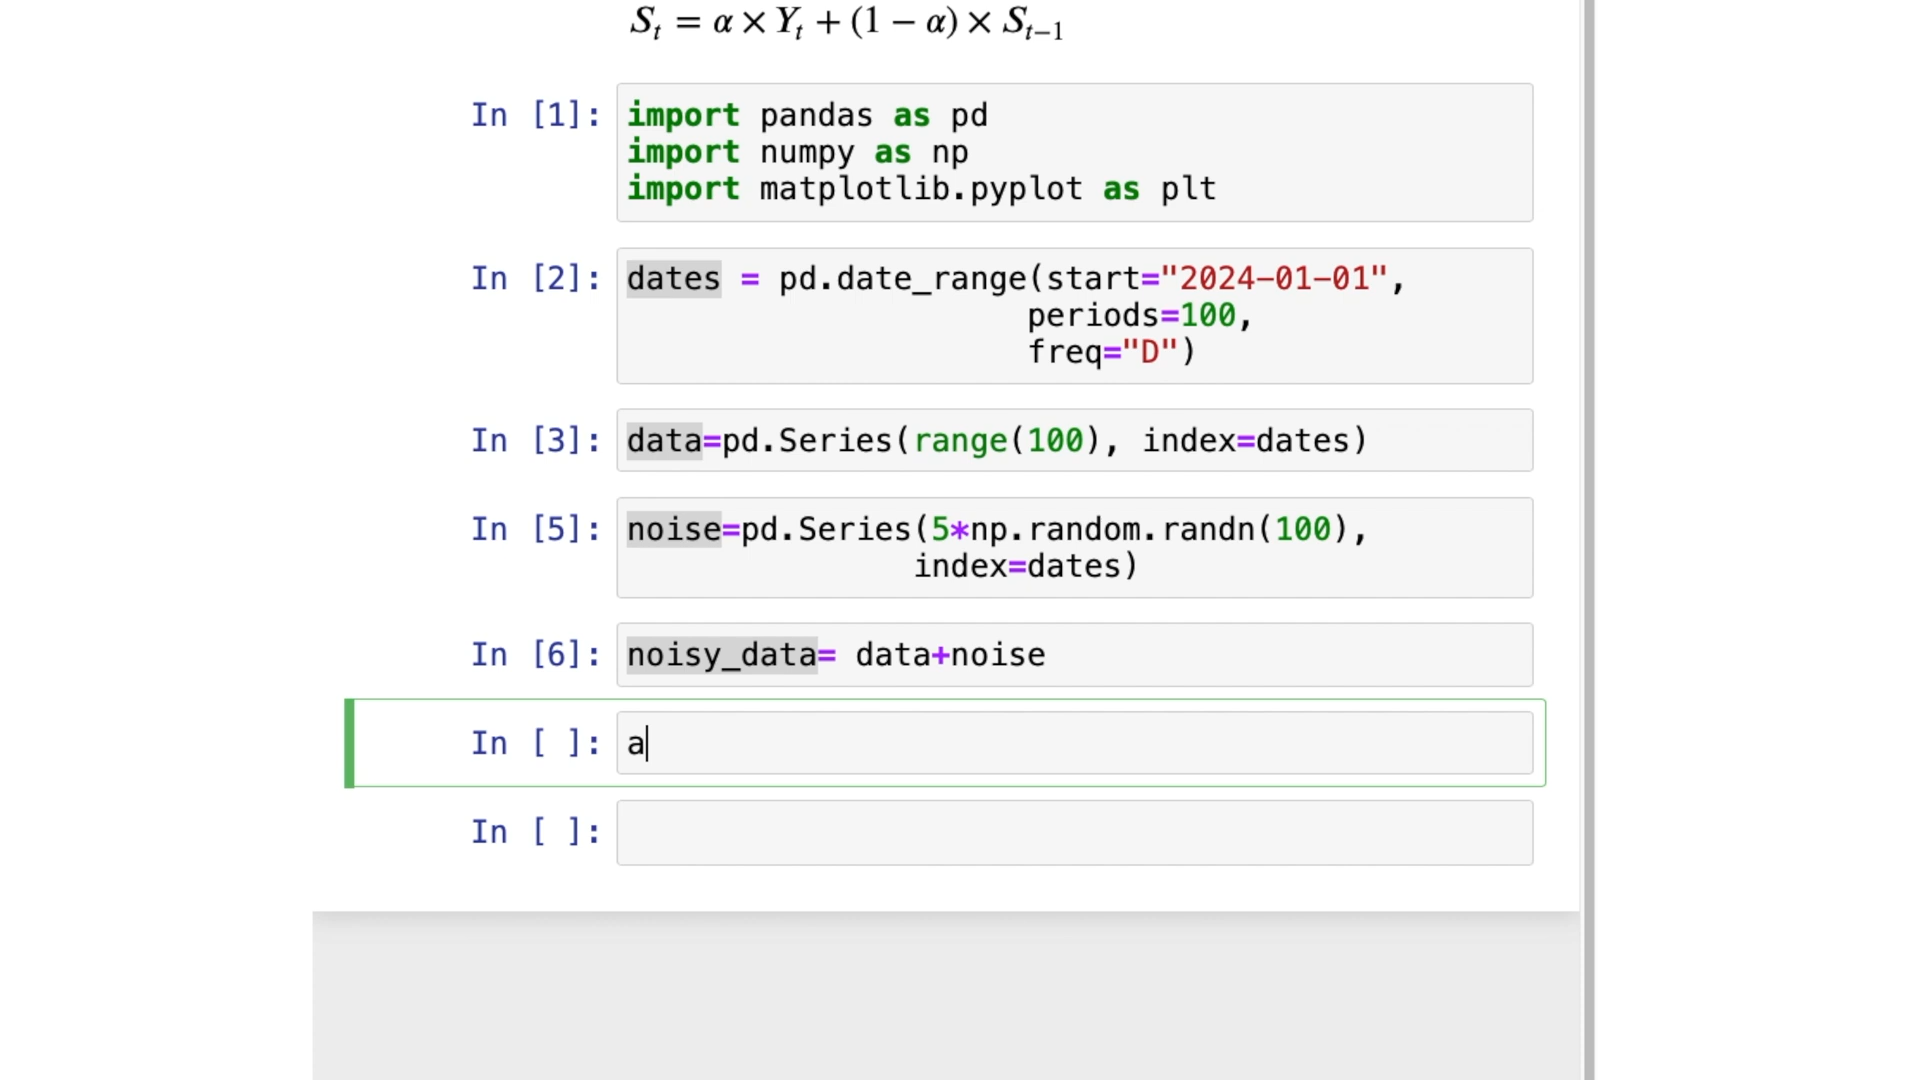 S_t = α × Y_t + (1 − α) × S_{t−1}
In [1]: import pandas as pd
import numpy as np
import matplotlib.pyplot as plt
In [2]: dates = pd.date_range(start="2024-01-01",
periods=100,
freq="D")
In [3]: data=pd.Series(range(100), index=dates)
In [5]: noise=pd.Series(5*np.random.randn(100),
index=dates)
In [6]: noisy_data= data+noise
In [ ]: a
In [ ]: